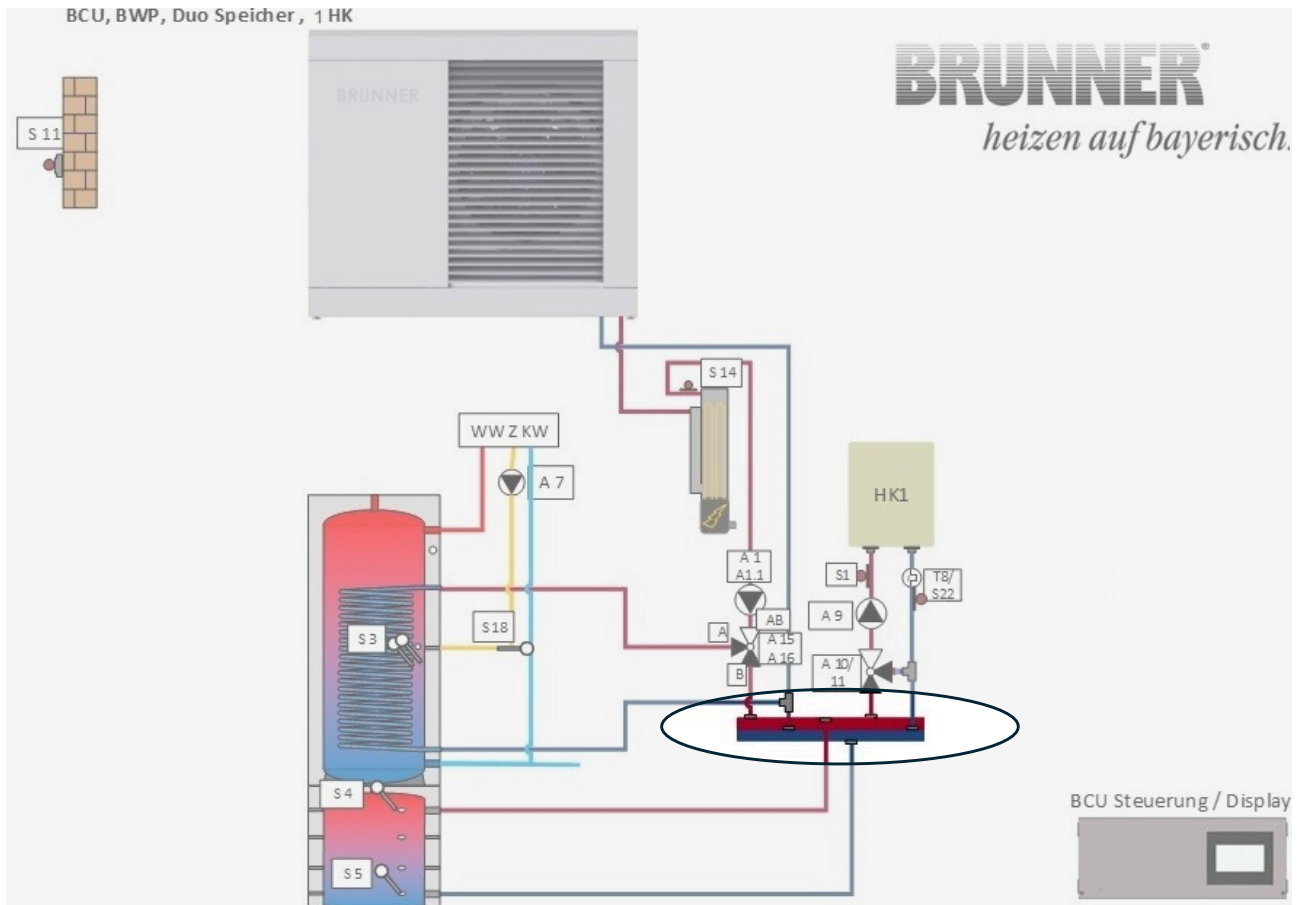 BCU, BWP, Duo Speicher , 1 HK
BRUNNER®
heizen auf bayerisch.
BRUNNER
S 11
S 14
WW Z KW
A 7
HK1
A 1
A1.1
S1
T8/
S22
A 9
AB
A
A 15
A 16
B
A 10/
11
S18
S 3
S 4
S 5
BCU Steuerung / Display